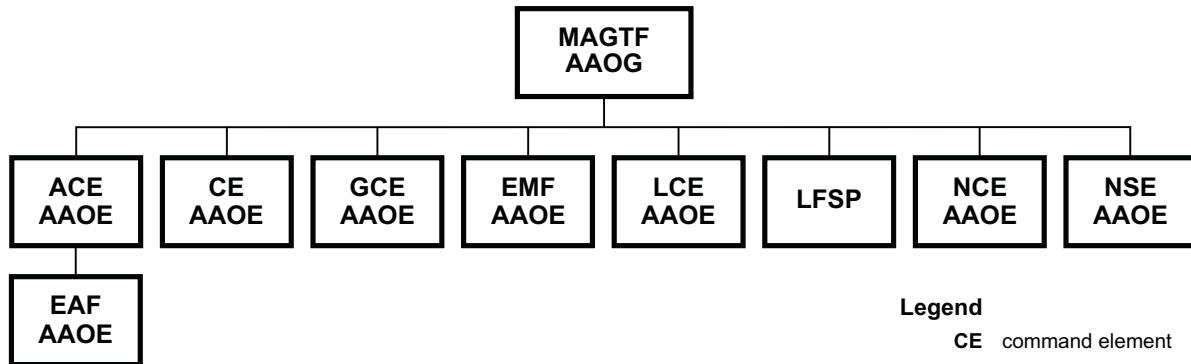 MAGTF
AAOG
ACE
AAOE
CE
AAOE
GCE
AAOE
EMF
AAOE
LCE
AAOE
LFSP
NCE
AAOE
NSE
AAOE
EAF
AAOE
Legend
CE command element